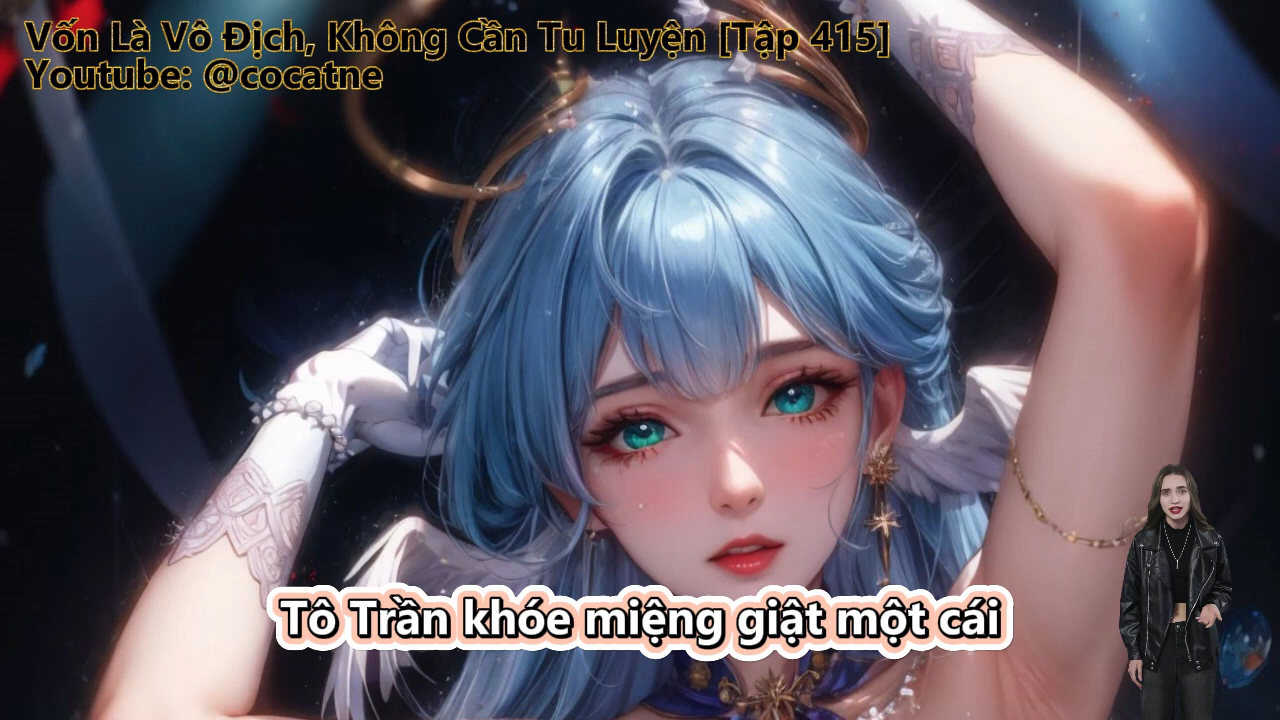 Vốn Là Vô Địch, Không Cần Tu Luyện [Tập 415]
Youtube: @cocatne
Tô Trần khóe miệng giật một cái